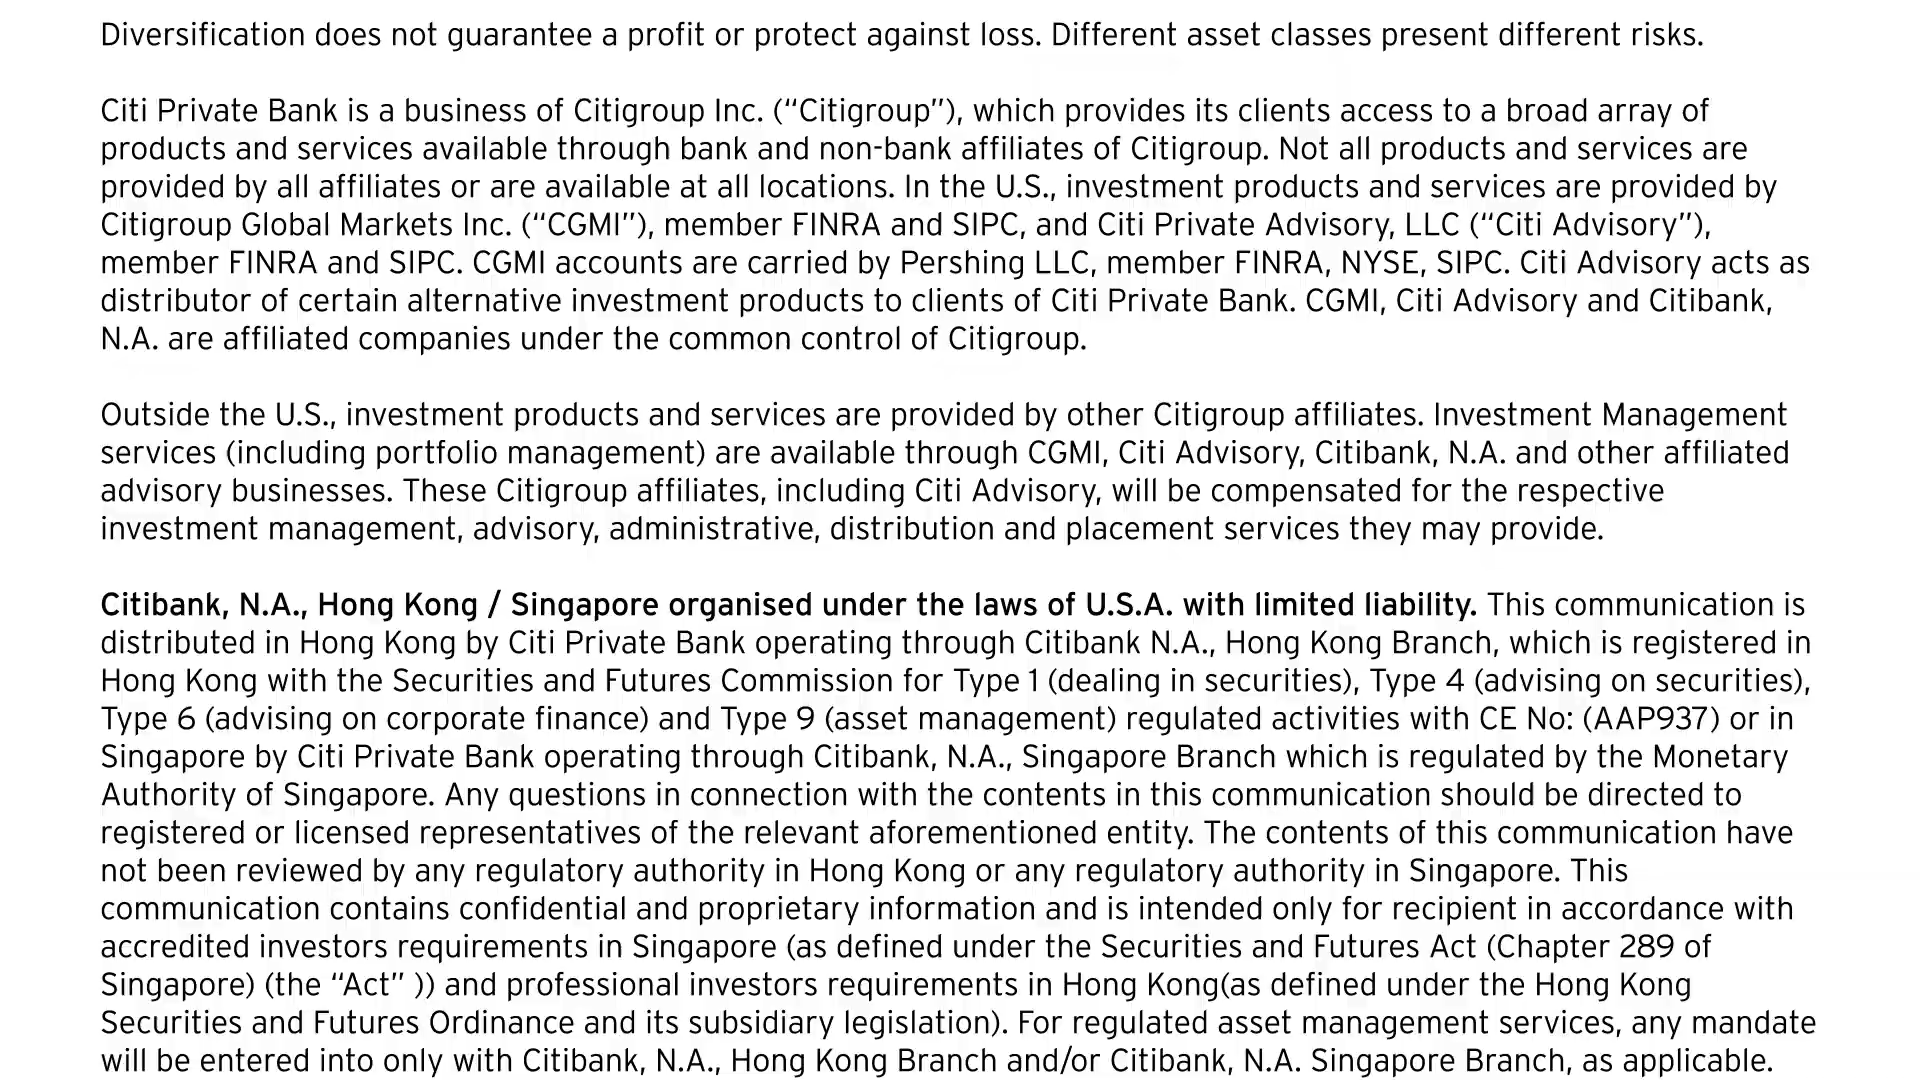 Diversification does not guarantee a profit or protect against loss. Different asset classes present different risks.
Citi Private Bank is a business of Citigroup Inc. (“Citigroup”), which provides its clients access to a broad array of
products and services available through bank and non-bank affiliates of Citigroup. Not all products and services are
provided by all affiliates or are available at all locations. In the U.S., investment products and services are provided by
Citigroup Global Markets Inc. (“CGMI”), member FINRA and SIPC, and Citi Private Advisory, LLC (“Citi Advisory”),
member FINRA and SIPC. CGMI accounts are carried by Pershing LLC, member FINRA, NYSE, SIPC. Citi Advisory acts as
distributor of certain alternative investment products to clients of Citi Private Bank. CGMI, Citi Advisory and Citibank,
N.A. are affiliated companies under the common control of Citigroup.
Outside the U.S., investment products and services are provided by other Citigroup affiliates. Investment Management
services (including portfolio management) are available through CGMI, Citi Advisory, Citibank, N.A. and other affiliated
advisory businesses. These Citigroup affiliates, including Citi Advisory, will be compensated for the respective
investment management, advisory, administrative, distribution and placement services they may provide.
Citibank, N.A., Hong Kong / Singapore organised under the laws of U.S.A. with limited liability. This communication is
distributed in Hong Kong by Citi Private Bank operating through Citibank N.A., Hong Kong Branch, which is registered in
Hong Kong with the Securities and Futures Commission for Type 1 (dealing in securities), Type 4 (advising on securities),
Type 6 (advising on corporate finance) and Type 9 (asset management) regulated activities with CE No: (AAP937) or in
Singapore by Citi Private Bank operating through Citibank, N.A., Singapore Branch which is regulated by the Monetary
Authority of Singapore. Any questions in connection with the contents in this communication should be directed to
registered or licensed representatives of the relevant aforementioned entity. The contents of this communication have
not been reviewed by any regulatory authority in Hong Kong or any regulatory authority in Singapore. This
communication contains confidential and proprietary information and is intended only for recipient in accordance with
accredited investors requirements in Singapore (as defined under the Securities and Futures Act (Chapter 289 of
Singapore) (the “Act” )) and professional investors requirements in Hong Kong(as defined under the Hong Kong
Securities and Futures Ordinance and its subsidiary legislation). For regulated asset management services, any mandate
will be entered into only with Citibank, N.A., Hong Kong Branch and/or Citibank, N.A. Singapore Branch, as applicable.